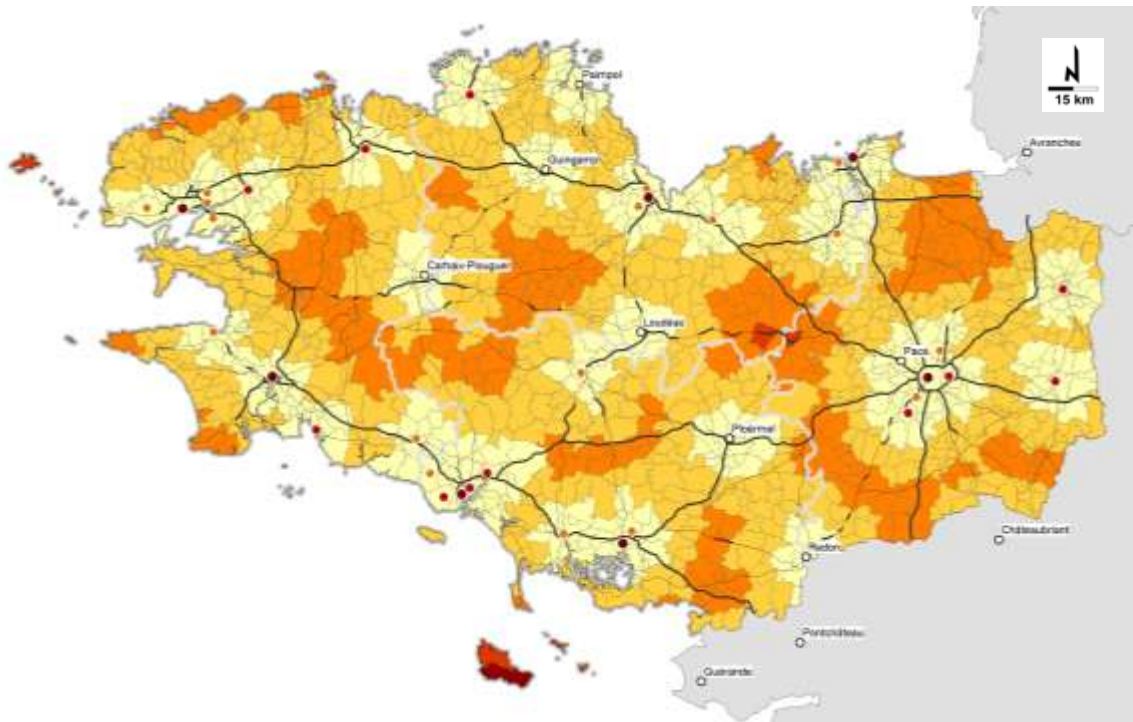 15 km
Paimpol
Avranches
Guingamp
Carhaix-Plouguer
Loudéac
Pacé
Ploërmel
Châteaubriant
Redon
Pontchâteau
Guérande